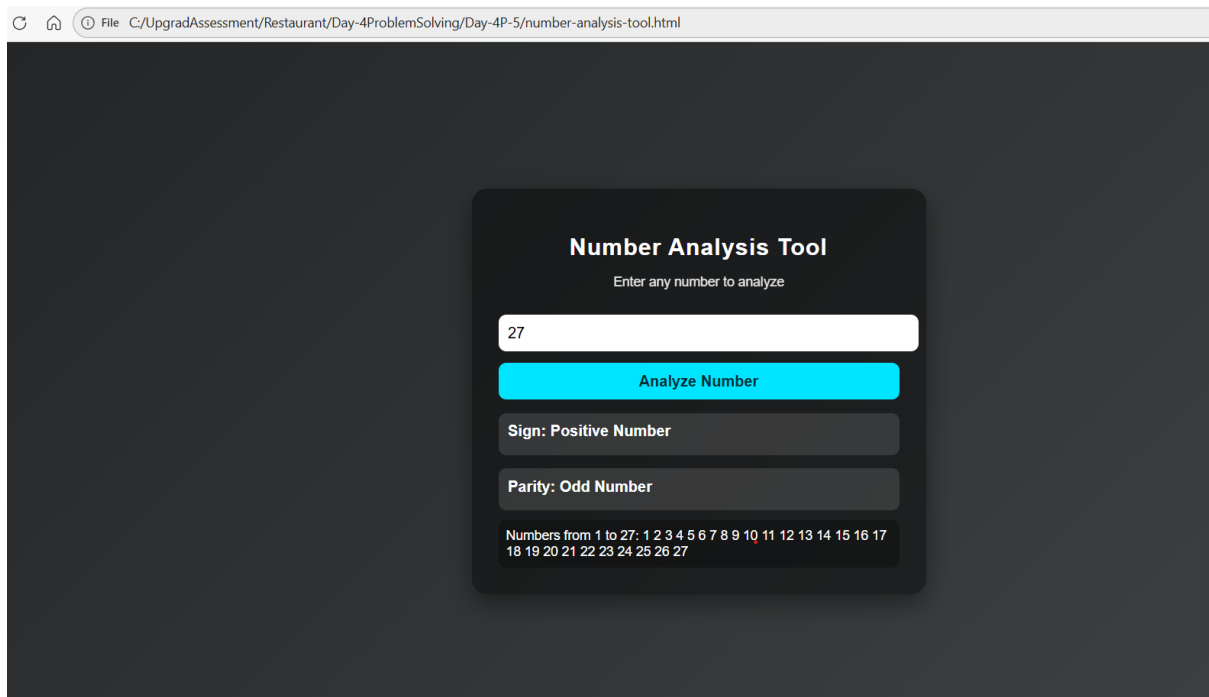 File C:/UpgradAssessment/Restaurant/Day-4ProblemSolving/Day-4P-5/number-analysis-tool.html
Number Analysis Tool
Enter any number to analyze
27
Analyze Number
Sign: Positive Number
Parity: Odd Number
Numbers from 1 to 27: 1 2 3 4 5 6 7 8 9 10 11 12 13 14 15 16 17
18 19 20 21 22 23 24 25 26 27